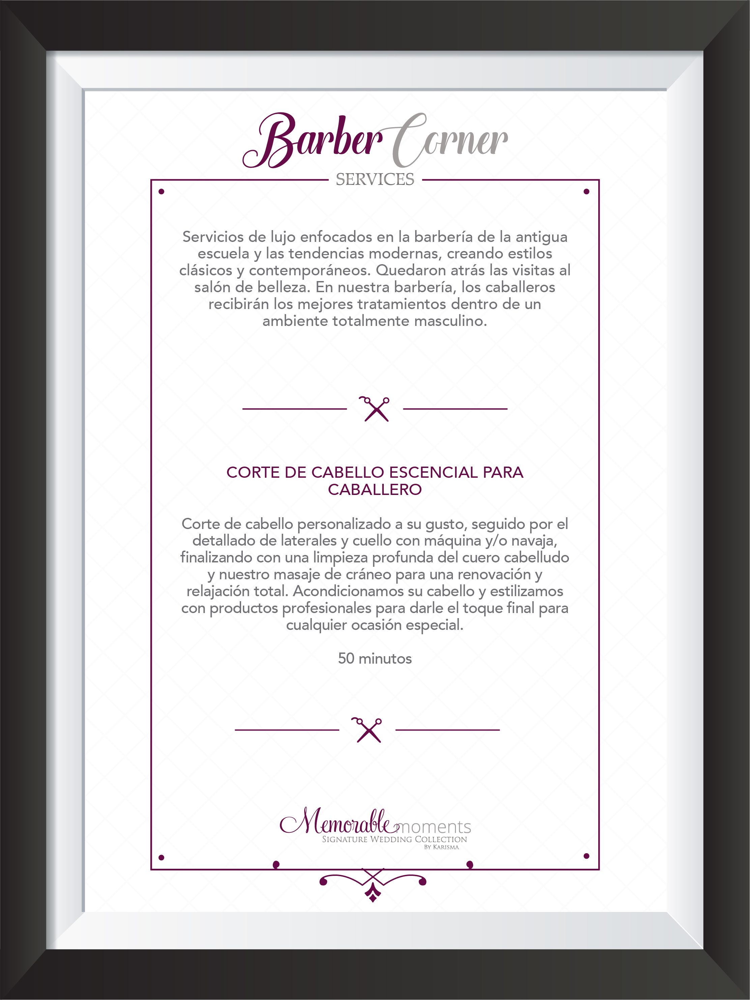 Barber Corner
SERVICES
Servicios de lujo enfocados en la barbería de la antigua
escuela y las tendencias modernas, creando estilos
clásicos y contemporáneos. Quedaron atrás las visitas al
salón de belleza. En nuestra barbería, los caballeros
recibirán los mejores tratamientos dentro de un
ambiente totalmente masculino.
CORTE DE CABELLO ESCENCIAL PARA
CABALLERO
Corte de cabello personalizado a su gusto, seguido por el
detallado de laterales y cuello con máquina y/o navaja,
finalizando con una limpieza profunda del cuero cabelludo
y nuestro masaje de cráneo para una renovación y
relajación total. Acondicionamos su cabello y estilizamos
con productos profesionales para darle el toque final para
cualquier ocasión especial.
50 minutos
Memorable moments
SIGNATURE WEDDING COLLECTION
BY KARISMA